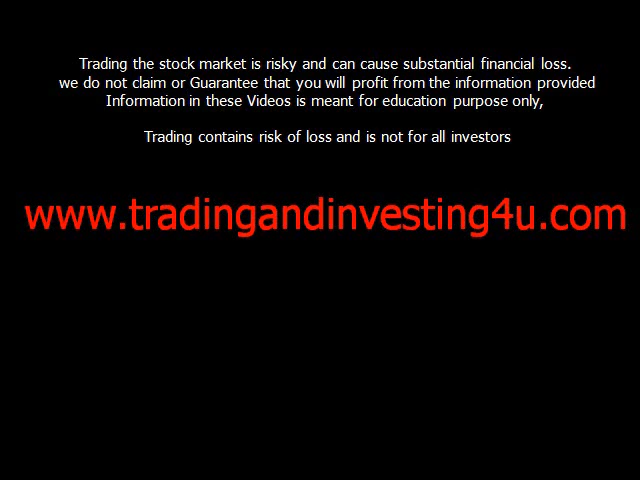 Trading the stock market is risky and can cause substantial financial loss.
we do not claim or Guarantee that you will profit from the information provided
Information in these Videos is meant for education purpose only,
Trading contains risk of loss and is not for all investors
www.tradingandinvesting4u.com